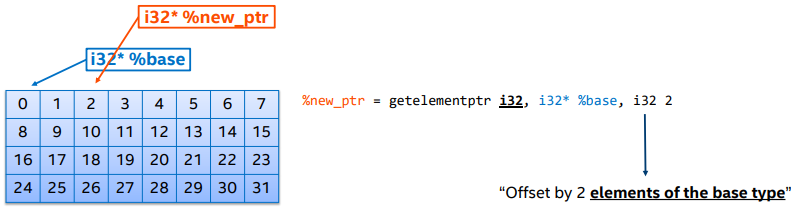 i32* %new_ptr
i32* %base
0 1 2 3 4 5 6 7
8 9 10 11 12 13 14 15
16 17 18 19 20 21 22 23
24 25 26 27 28 29 30 31
%new_ptr = getelementptr i32, i32* %base, i32 2
“Offset by 2 elements of the base type”